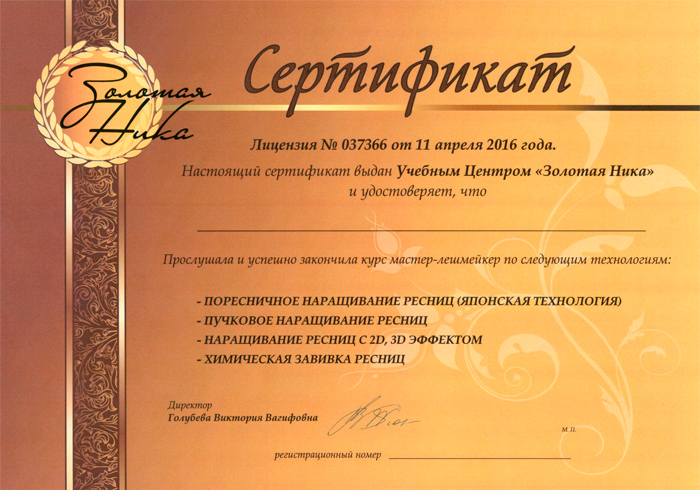 Золотая
Ника
Сертификат
Лицензия № 037366 от 11 апреля 2016 года.
Настоящий сертификат выдан Учебным Центром «Золотая Ника»
и удостоверяет, что
Прослушала и успешно закончила курс мастер-лешмейкер по следующим технологиям:
- ПОРЕСНИЧНОЕ НАРАЩИВАНИЕ РЕСНИЦ (ЯПОНСКАЯ ТЕХНОЛОГИЯ)
- ПУЧКОВОЕ НАРАЩИВАНИЕ РЕСНИЦ
- НАРАЩИВАНИЕ РЕСНИЦ С 2D, 3D ЭФФЕКТОМ
- ХИМИЧЕСКАЯ ЗАВИВКА РЕСНИЦ
Директор
Голубева Виктория Вагифовна
М.П.
регистрационный номер